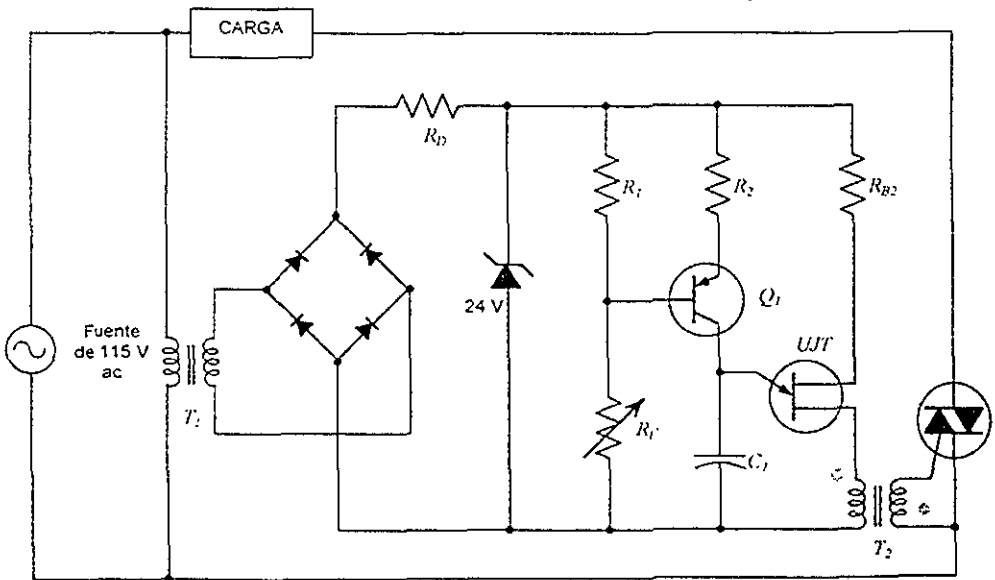 CARGA
R_D
R_1
R_2
R_B2
Q_1
24 V
Fuente
de 115 V
ac
UJT
T_1
R_F
C_1
T_2